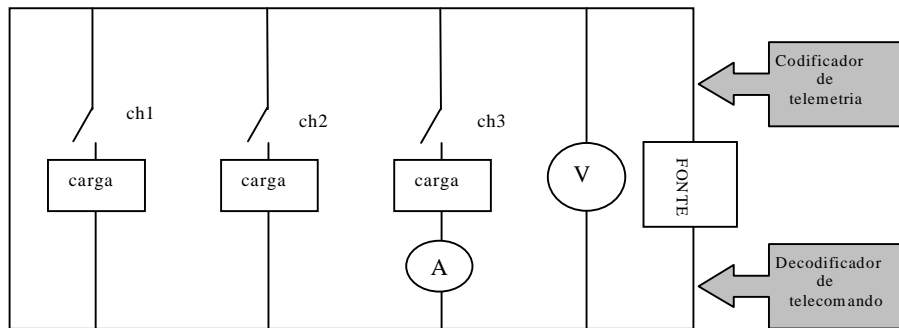 ch1
ch2
ch3
carga
carga
carga
A
V
FONTE
Codificador
de
telemetria
Decodificador
de
telecomando